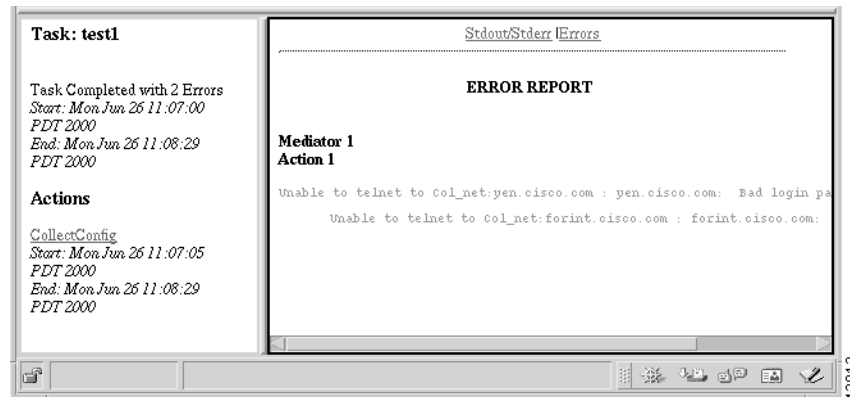 Task: test1
Task Completed with 2 Errors
Start: Mon Jun 26 11:07:00
PDT 2000
End: Mon Jun 26 11:08:29
PDT 2000
Actions
CollectConfig
Start: Mon Jun 26 11:07:05
PDT 2000
End: Mon Jun 26 11:08:29
PDT 2000
Stdout/Stderr |Errors
ERROR REPORT
Mediator 1
Action 1
Unable to telnet to Col_net:yen.cisco.com : yen.cisco.com: Bad login pa
Unable to telnet to Col_net:forint.cisco.com : forint.cisco.com: